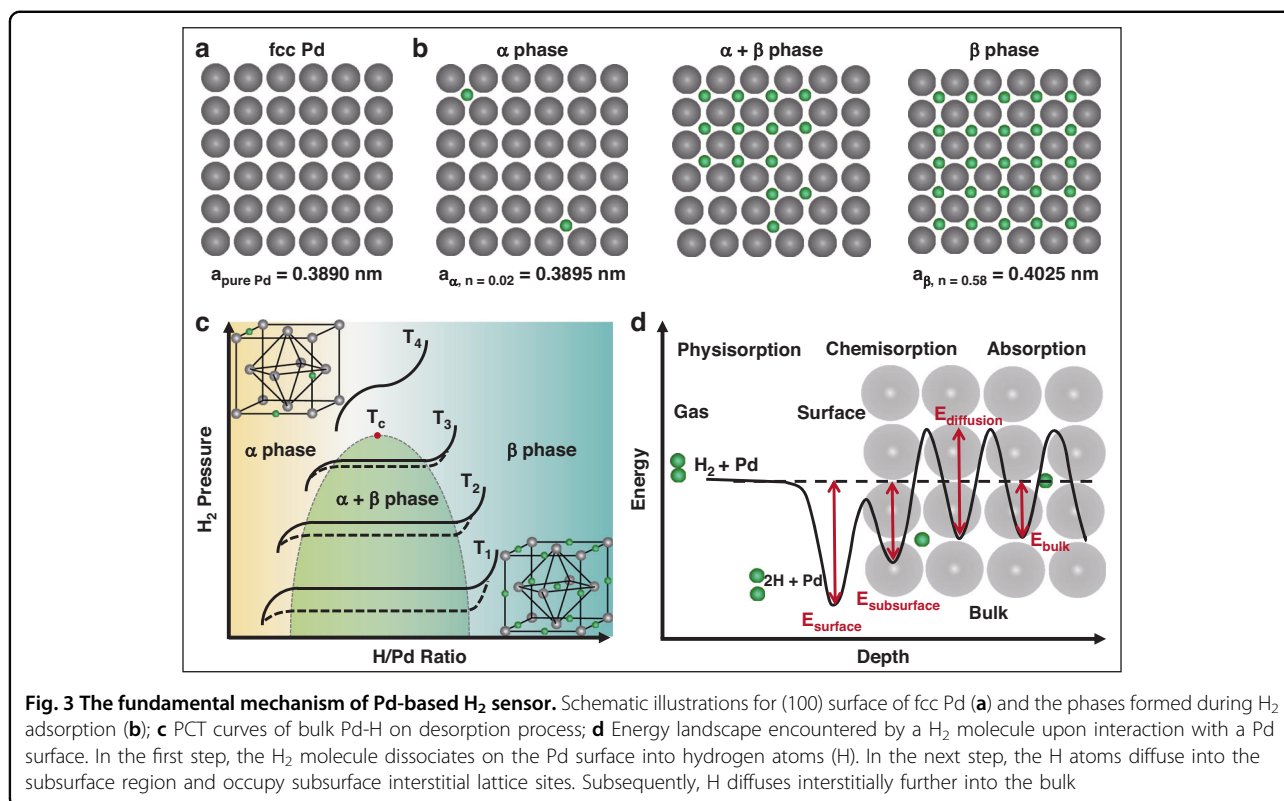 a
fcc Pd
b
α phase
α + β phase
β phase
a pure Pd = 0.3890 nm
a α, n = 0.02 = 0.3895 nm
a β, n = 0.58 = 0.4025 nm
c
T4
Tc
T3
α phase
β phase
T2
α + β phase
T1
H2 Pressure
H/Pd Ratio
d
Physisorption
Chemisorption
Absorption
Gas
Surface
Ediffusion
H2 + Pd
Ebulk
2H + Pd
Esubsurface
Esurface
Bulk
Energy
Depth
Fig. 3 The fundamental mechanism of Pd-based H2 sensor. Schematic illustrations for (100) surface of fcc Pd (a) and the phases formed during H2
adsorption (b); c PCT curves of bulk Pd-H on desorption process; d Energy landscape encountered by a H2 molecule upon interaction with a Pd
surface. In the first step, the H2 molecule dissociates on the Pd surface into hydrogen atoms (H). In the next step, the H atoms diffuse into the
subsurface region and occupy subsurface interstitial lattice sites. Subsequently, H diffuses interstitially further into the bulk